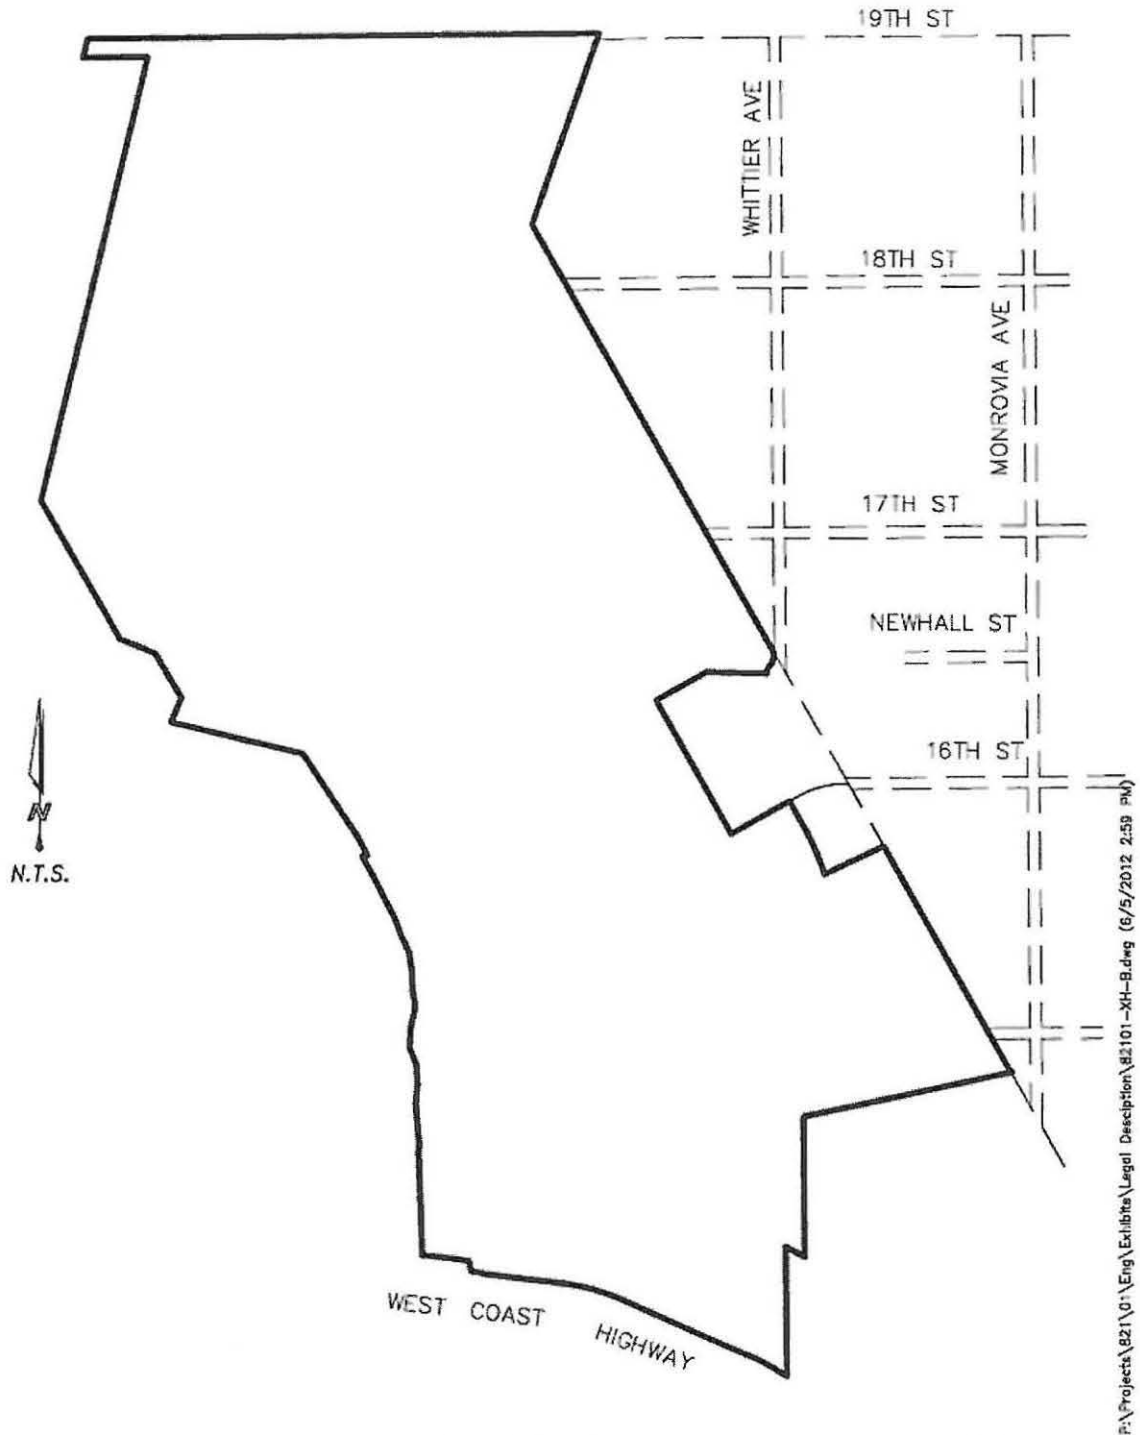 19TH ST
WHITTIER AVE
18TH ST
MONROVIA AVE
17TH ST
NEWHALL ST
16TH ST
N
N.T.S.
WEST COAST HIGHWAY
P:\Projects\821\01\Eng\Exhibits\Legal Desciption\82101-XH-B.dwg (6/5/2012 2:59 PM)